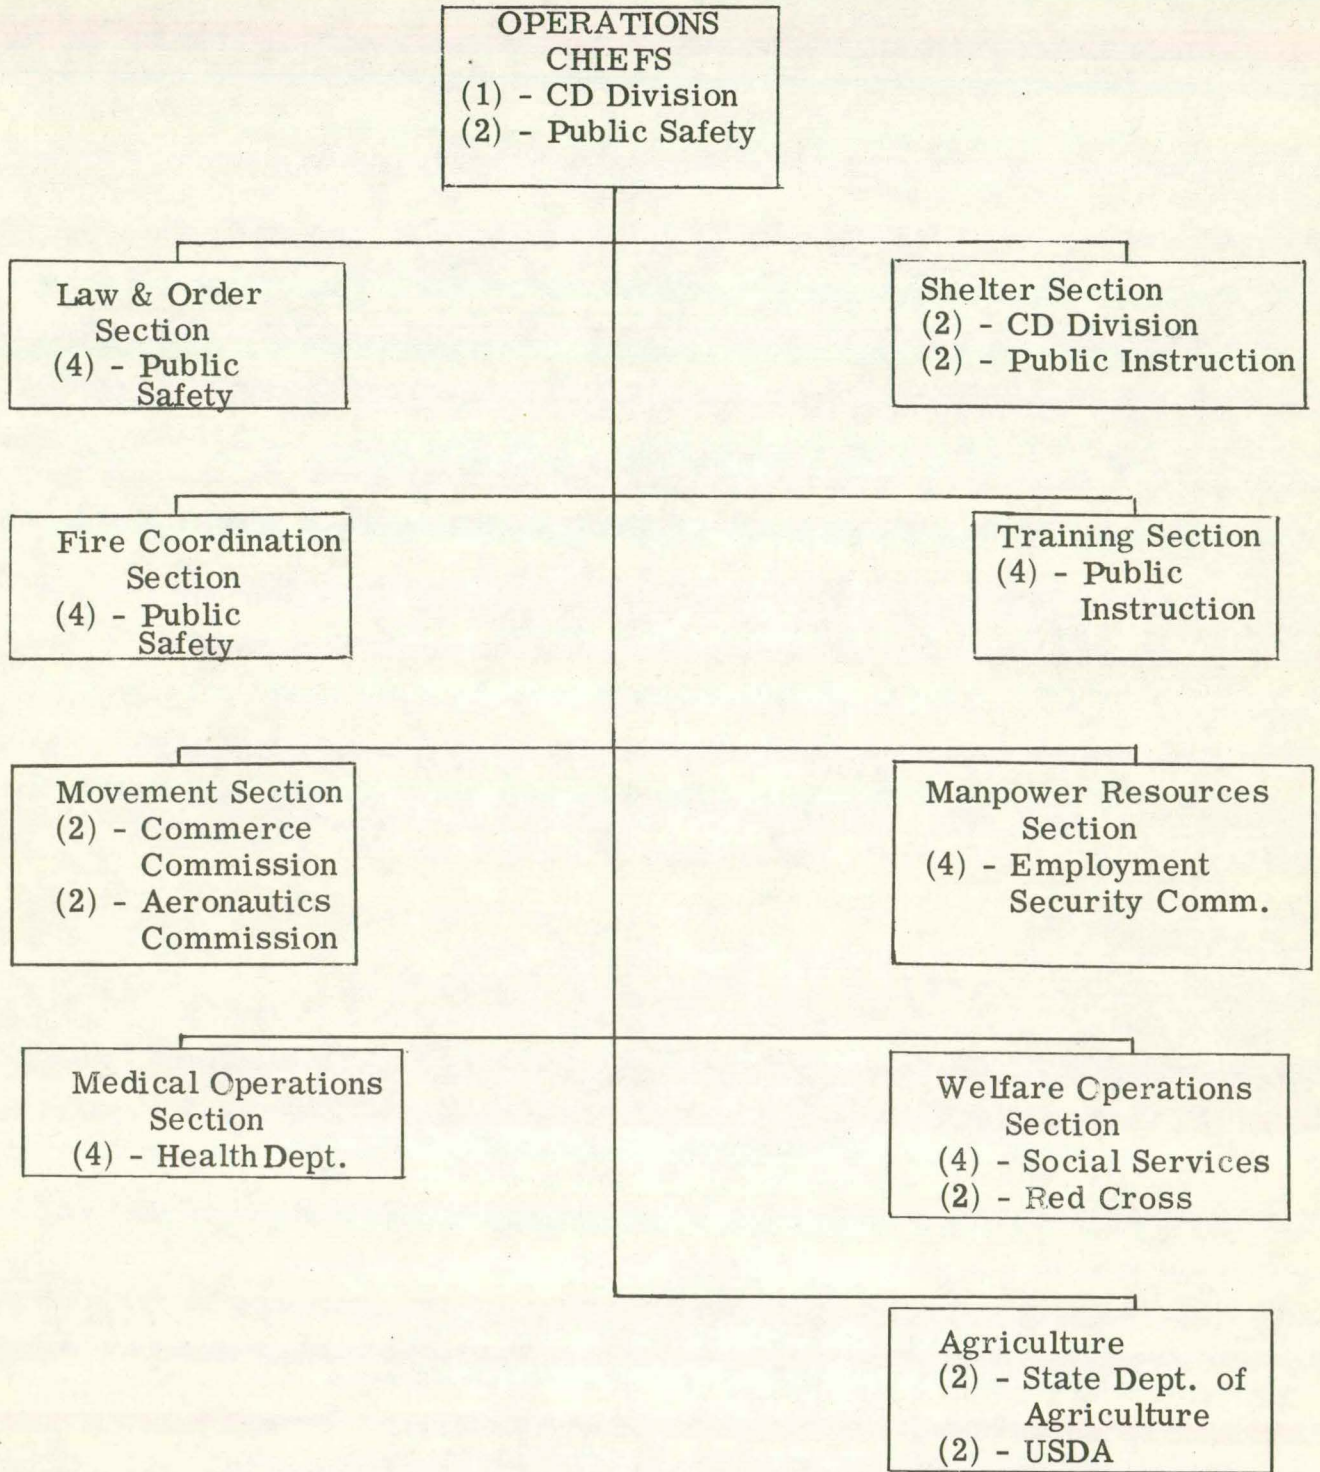 OPERATIONS
CHIEFS
(1) - CD Division
(2) - Public Safety
Law & Order
Section
(4) - Public
Safety
Shelter Section
(2) - CD Division
(2) - Public Instruction
Fire Coordination
Section
(4) - Public
Safety
Training Section
(4) - Public
Instruction
Movement Section
(2) - Commerce
Commission
(2) - Aeronautics
Commission
Manpower Resources
Section
(4) - Employment
Security Comm.
Medical Operations
Section
(4) - Health Dept.
Welfare Operations
Section
(4) - Social Services
(2) - Red Cross
Agriculture
(2) - State Dept. of
Agriculture
(2) - USDA